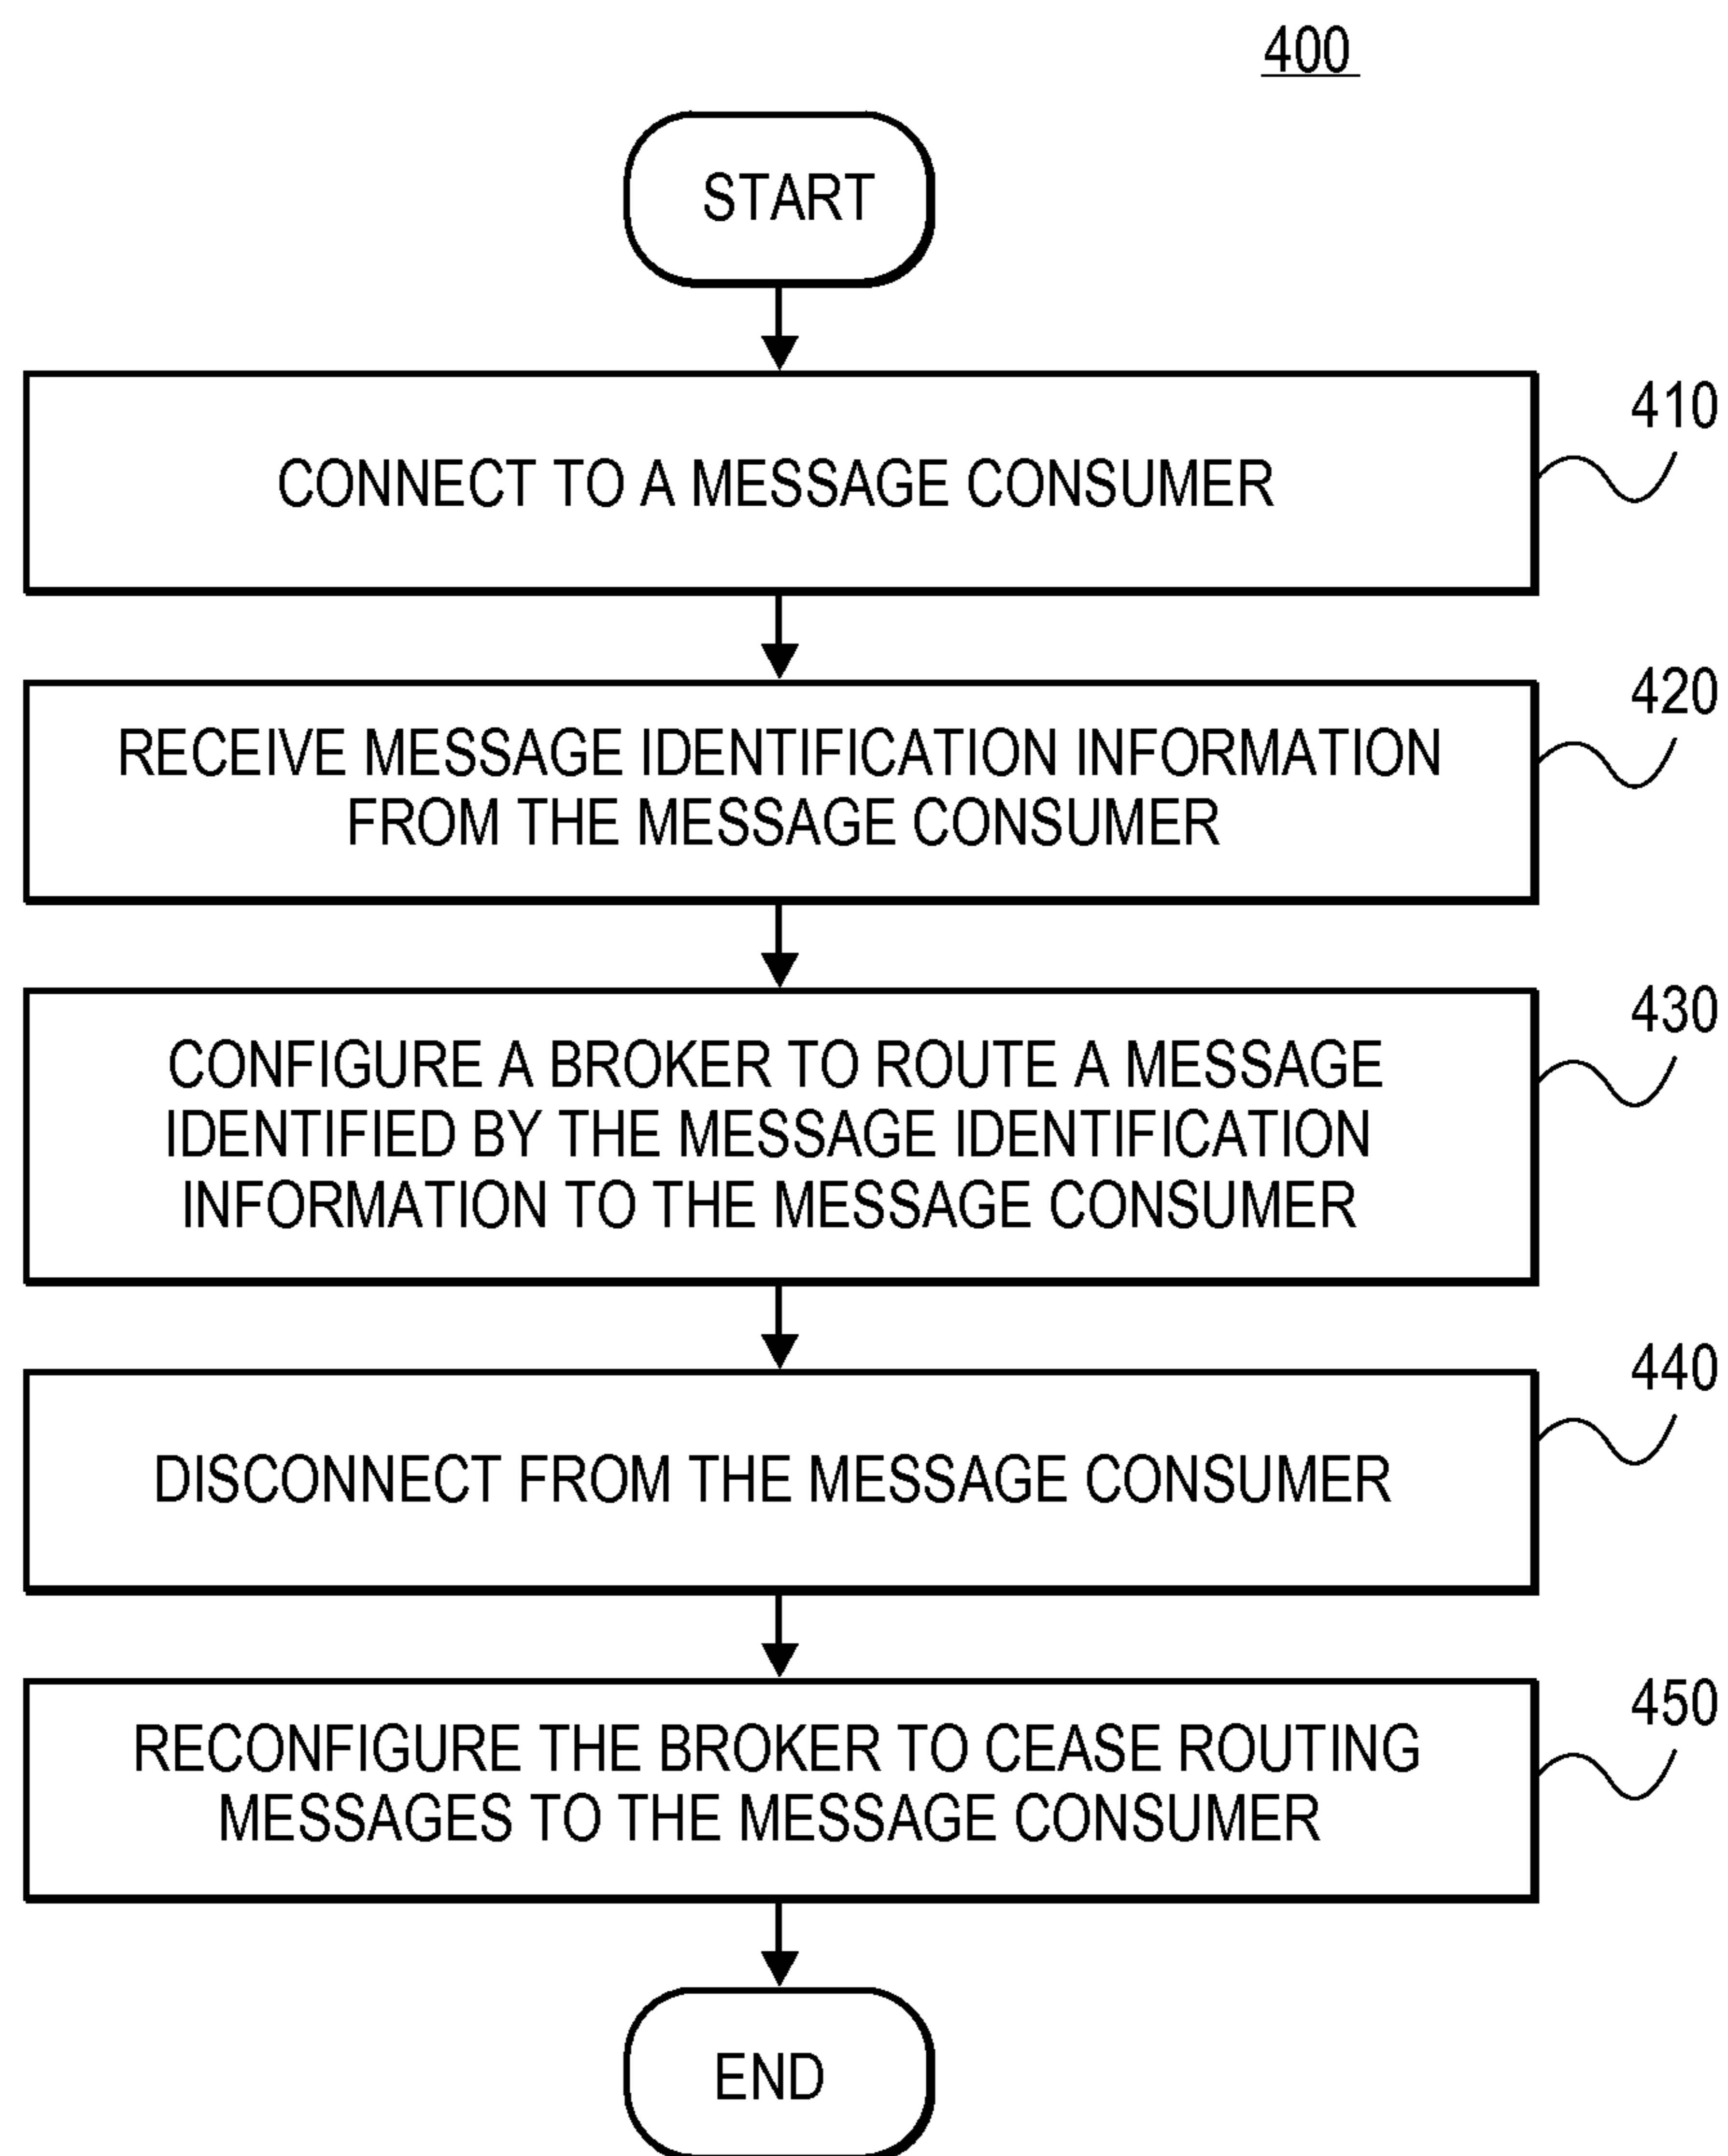 400
START
410
CONNECT TO A MESSAGE CONSUMER
420
RECEIVE MESSAGE IDENTIFICATION INFORMATION
FROM THE MESSAGE CONSUMER
430
CONFIGURE A BROKER TO ROUTE A MESSAGE
IDENTIFIED BY THE MESSAGE IDENTIFICATION
INFORMATION TO THE MESSAGE CONSUMER
440
DISCONNECT FROM THE MESSAGE CONSUMER
450
RECONFIGURE THE BROKER TO CEASE ROUTING
MESSAGES TO THE MESSAGE CONSUMER
END